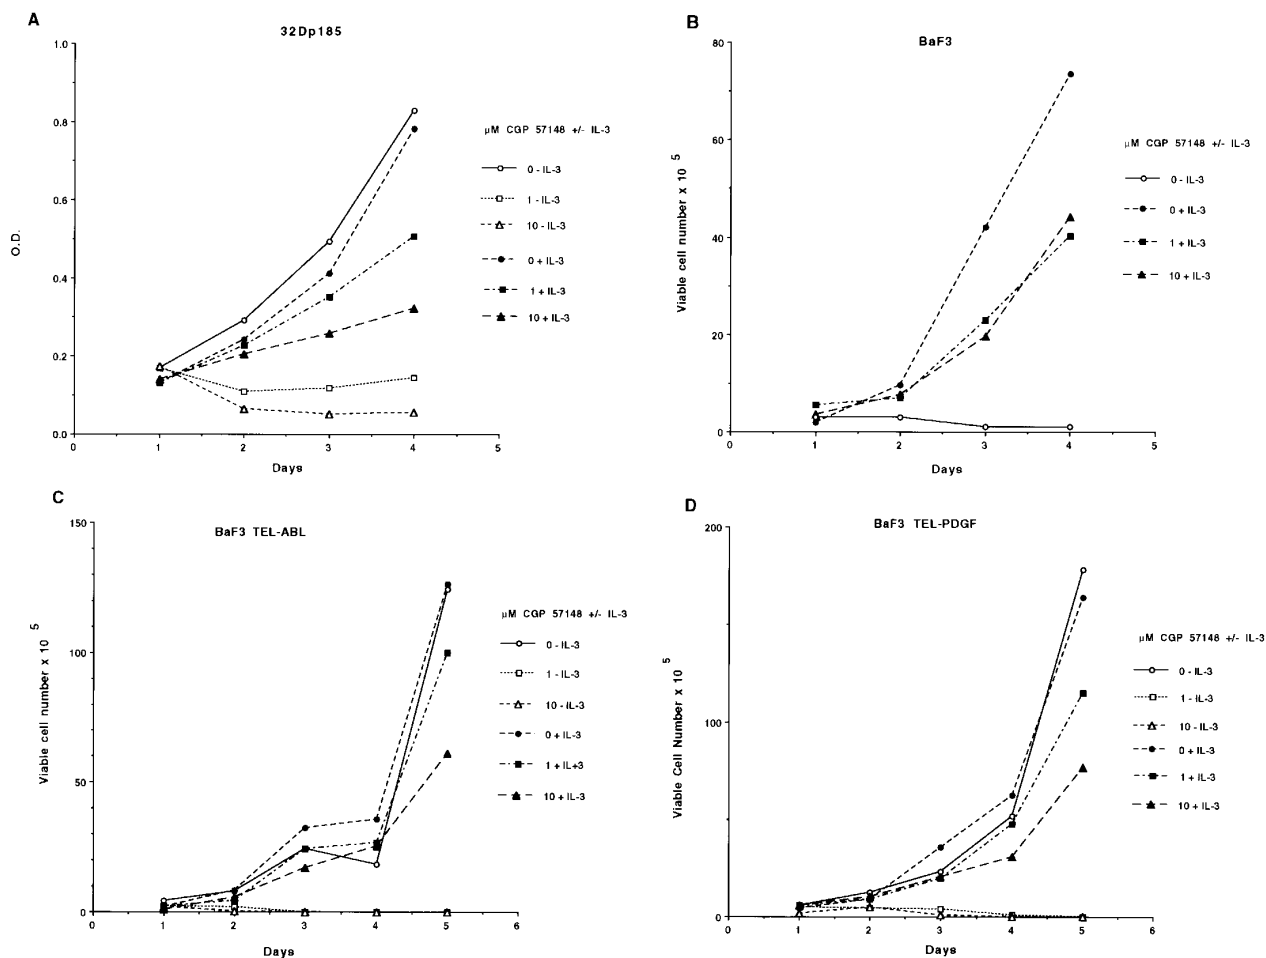 A
32Dp185
1.0
0.8
0.6
0.4
0.2
0.0
O.D.
0 1 2 3 4 5
Days
µM CGP 57148 +/- IL-3
0 - IL-3
1 - IL-3
10 - IL-3
0 + IL-3
1 + IL-3
10 + IL-3
B
BaF3
80
60
40
20
0
Viable cell number x 10 5
0 1 2 3 4 5
Days
µM CGP 57148 +/- IL-3
0 - IL-3
0 + IL-3
1 + IL-3
10 + IL-3
C
BaF3 TEL-ABL
150
100
50
0
Viable cell number x 10 5
0 1 2 3 4 5 6
Days
µM CGP 57148 +/- IL-3
0 - IL-3
1 - IL-3
10 - IL-3
0 + IL-3
1 + IL+3
10 + IL-3
D
BaF3 TEL-PDGF
200
100
0
Viable Cell Number x 10 5
0 1 2 3 4 5 6
Days
µM CGP 57148 +/- IL-3
0 - IL-3
1 - IL-3
10 - IL-3
0 + IL-3
1 + IL-3
10 + IL-3